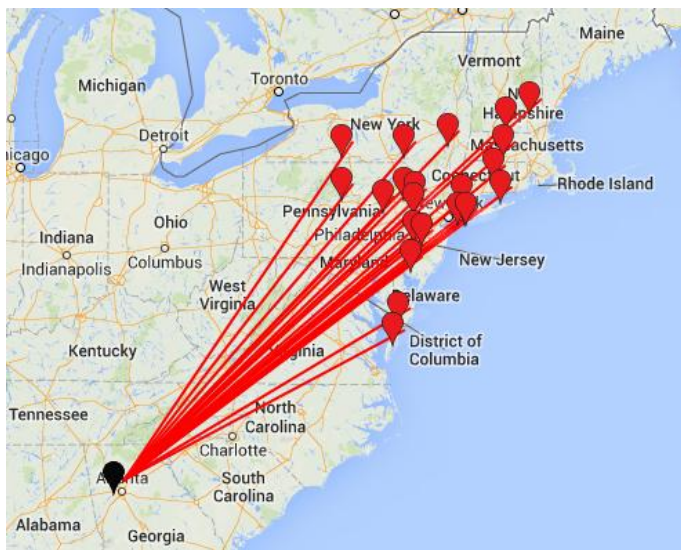 Maine
Vermont
Michigan
Toronto
N
Hampshire
New York
Detroit
Massachusetts
icago
Connecticut
Rhode Island
Pennsylvania
Ohio
Indiana
Philadelphia
Indianapolis
Columbus
Maryland
New Jersey
West
Virginia
Delaware
District of
Columbia
Kentucky
Virginia
Tennessee
North
Carolina
Charlotte
Atlanta
South
Carolina
Alabama
Georgia